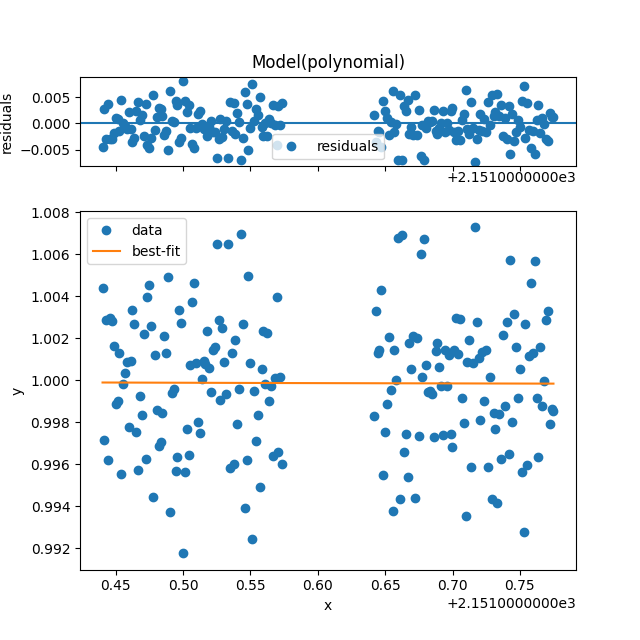 Model(polynomial)
residuals
0.005
0.000
−0.005
residuals
+2.1510000000e3
y
1.008
1.006
1.004
1.002
1.000
0.998
0.996
0.994
0.992
data
best-fit
0.45 0.50 0.55 0.60 0.65 0.70 0.75
x
+2.1510000000e3